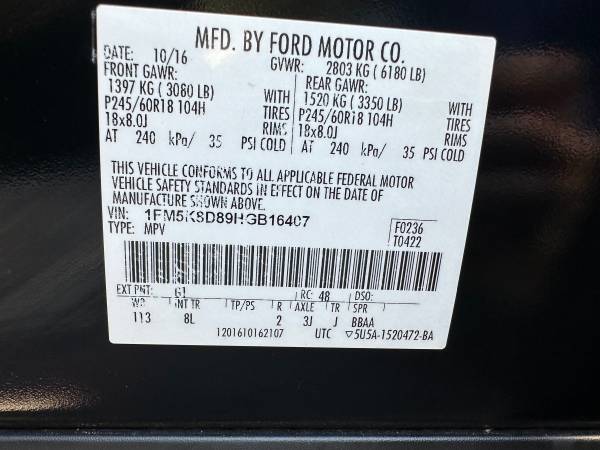 MFD. BY FORD MOTOR CO.
DATE: 10/16 GVWR: 2803 KG ( 6180 LB)
FRONT GAWR: REAR GAWR:
1397 KG ( 3080 LB) WITH 1520 KG ( 3350 LB) WITH
P245/60R18 104H TIRES P245/60R18 104H TIRES
18x8.0J RIMS 18x8.0J RIMS
AT 240 kPa/ 35 PSI COLD AT 240 kPa/ 35 PSI COLD
THIS VEHICLE CONFORMS TO ALL APPLICABLE FEDERAL MOTOR
VEHICLE SAFETY STANDARDS IN EFFECT ON THE DATE OF
MANUFACTURE SHOWN ABOVE.
VIN: 1FM5K8D89HGB16407 F0236
TYPE: MPV T0422
EXT PNT: G1 RC: 48 DSO:
WB INT TR TP/PS R AXLE TR SPR
113 8L 2 3J J BBAA
1201610162107 UTC ▽5U5A-1520472-BA